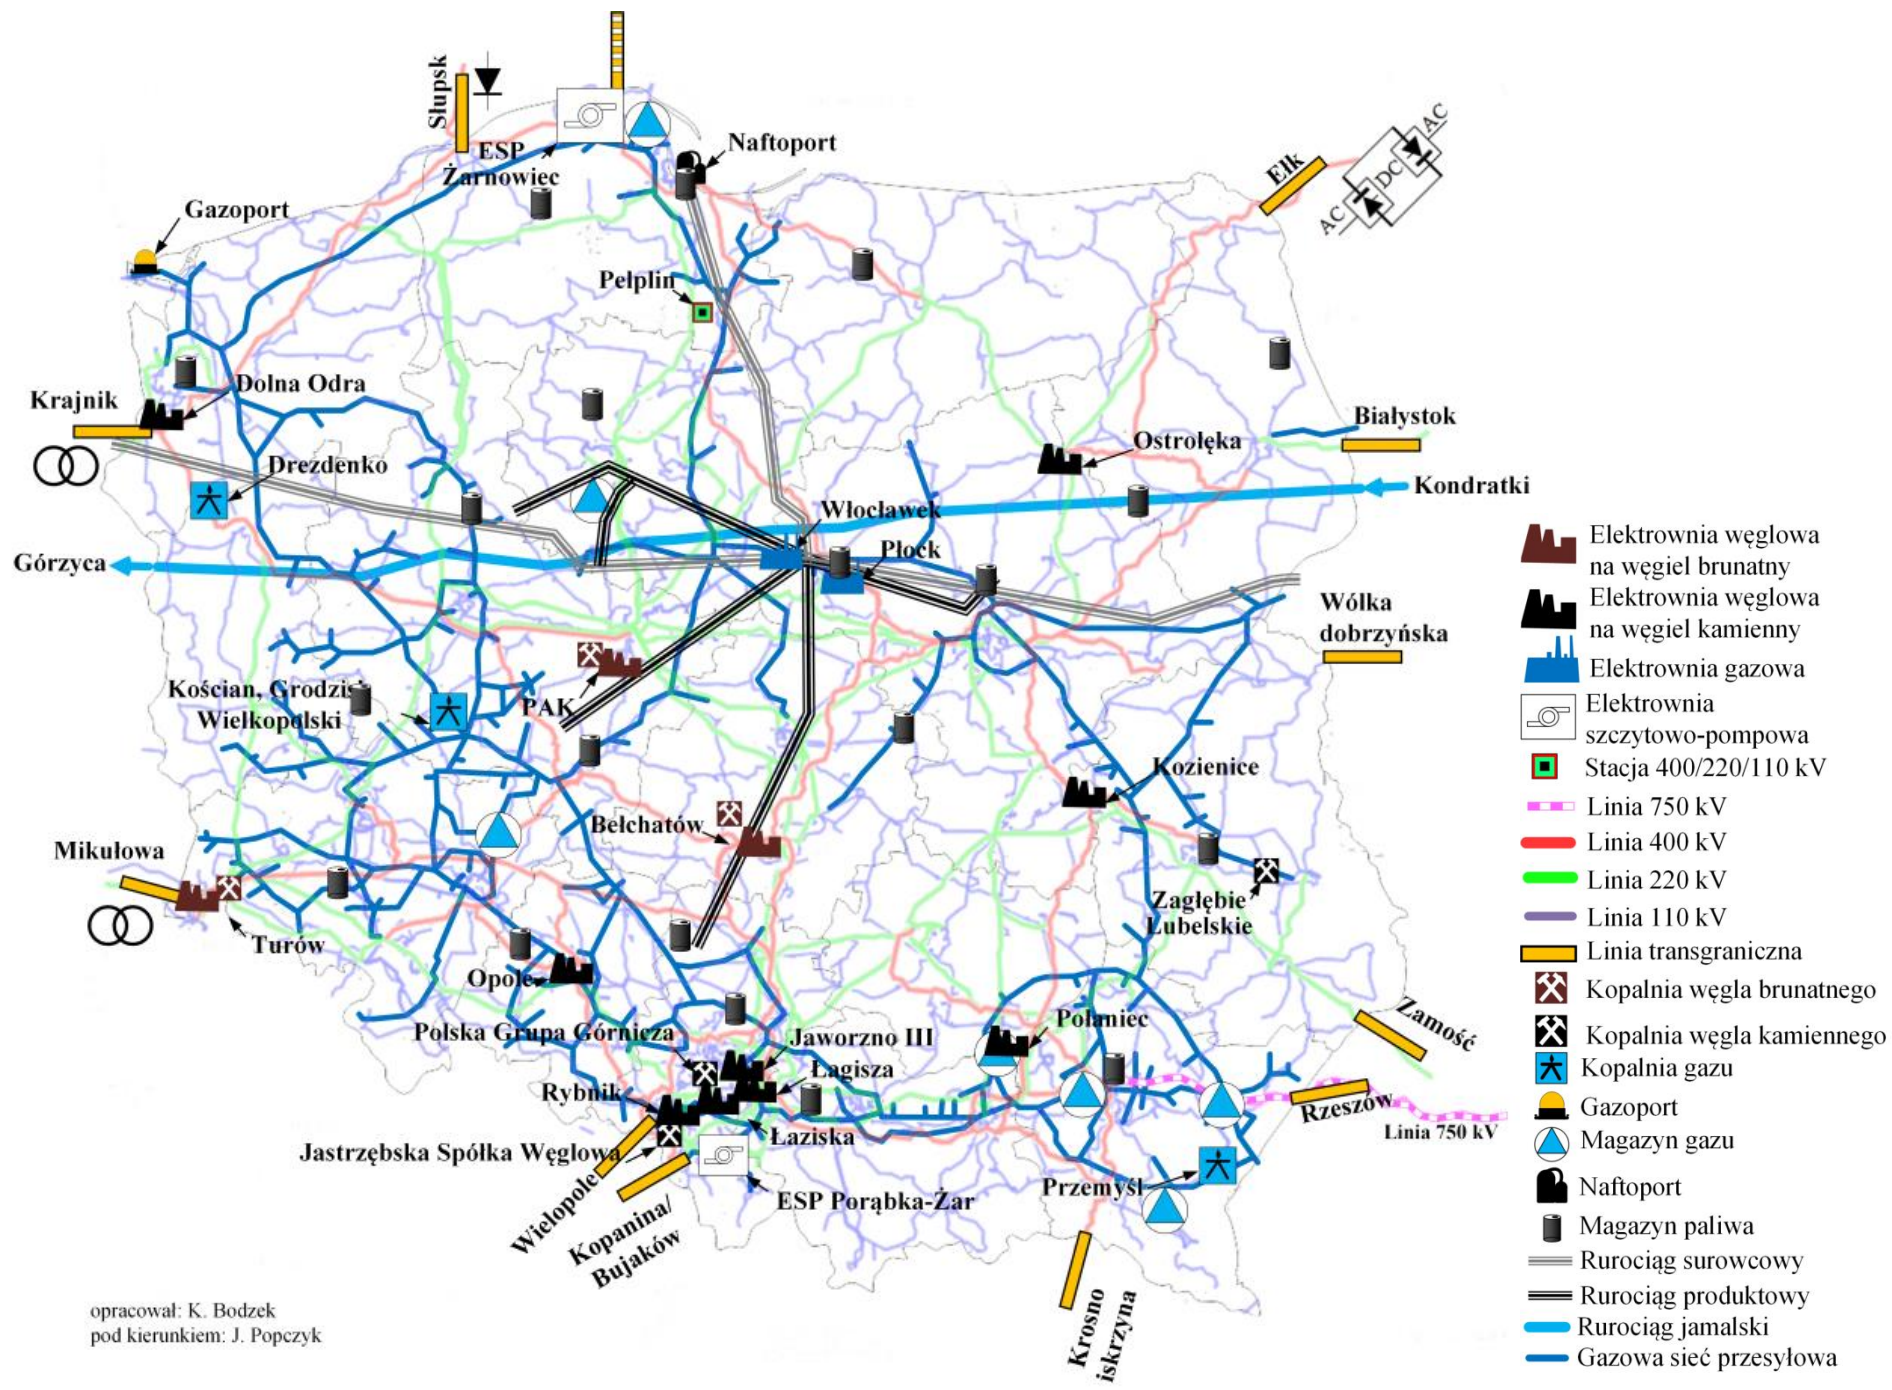 Słupsk
ESP
Żarnowiec
Naftoport
Ełk
AC
DC
AC
Gazoport
Pelplin
Krajnik
Dolna Odra
Białystok
Ostrołęka
Drezdenko
Kondratki
Włocławek
Płock
Górzyca
Wólka
dobrzyńska
Kościan, Grodzis
Wielkopolski
PAK
Kozienice
Bełchatów
Mikułowa
Zagłębie
Lubelskie
Turów
Opole
Zamość
Połaniec
Polska Grupa Górnicza
Jaworzno III
Łagisza
Rybnik
Rzeszów
Łaziska
Linia 750 kV
Jastrzębska Spółka Węglowa
Przemyśl
ESP Porąbka-Żar
Wielopole
Kopanina/
Bujaków
Krosno
iskrzyna
opracował: K. Bodzek
pod kierunkiem: J. Popczyk
Elektrownia węglowa
na węgiel brunatny
Elektrownia węglowa
na węgiel kamienny
Elektrownia gazowa
Elektrownia
szczytowo-pompowa
Stacja 400/220/110 kV
Linia 750 kV
Linia 400 kV
Linia 220 kV
Linia 110 kV
Linia transgraniczna
Kopalnia węgla brunatnego
Kopalnia węgla kamiennego
Kopalnia gazu
Gazoport
Magazyn gazu
Naftoport
Magazyn paliwa
Rurociąg surowcowy
Rurociąg produktowy
Rurociąg jamalski
Gazowa sieć przesyłowa